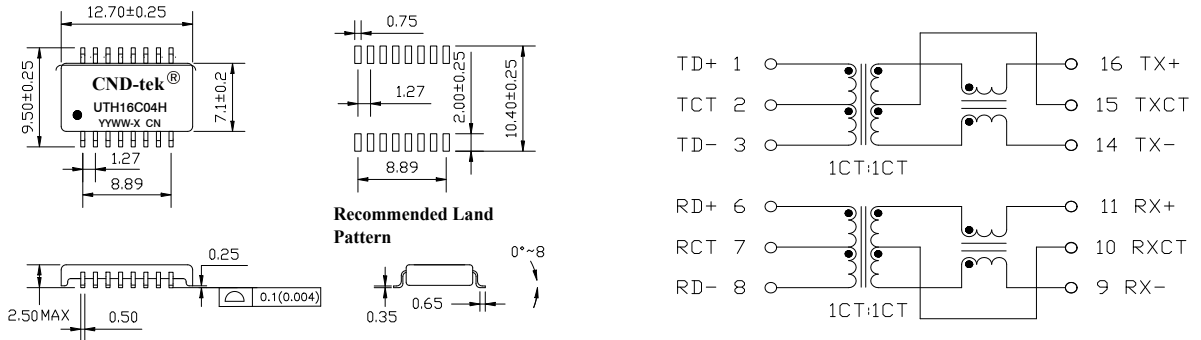 12.70±0.25
9.50±0.25
CND-tek®
UTH16C04H
YYWW-X CN
7.1±0.2
1.27
8.89
0.75
1.27
2.00±0.25
10.40±0.25
8.89
Recommended Land
Pattern
2.50MAX
0.50
0.25
0.1(0.004)
0°~8
0.35
0.65
TD+ 1
TCT 2
TD- 3
1CT:1CT
16 TX+
15 TXCT
14 TX-
RD+ 6
RCT 7
RD- 8
1CT:1CT
11 RX+
10 RXCT
9 RX-